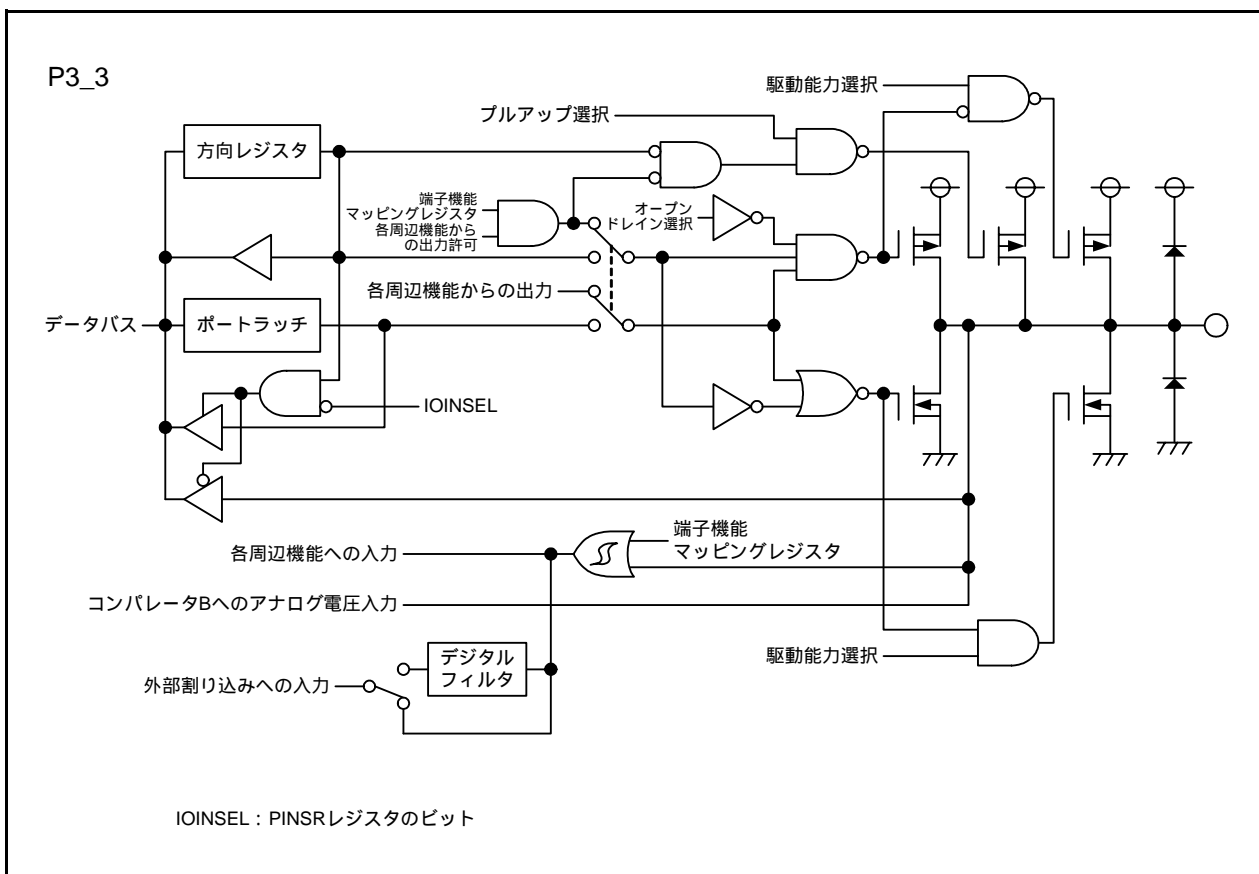 P3_3
駆動能力選択
プルアップ選択
方向レジスタ
端子機能
マッピングレジスタ
各周辺機能から
の出力許可
オープン
ドレイン選択
各周辺機能からの出力
データバス
ポートラッチ
IOINSEL
端子機能
マッピングレジスタ
各周辺機能への入力
コンパレータBへのアナログ電圧入力
駆動能力選択
デジタル
フィルタ
外部割り込みへの入力
IOINSEL：PINSRレジスタのビット